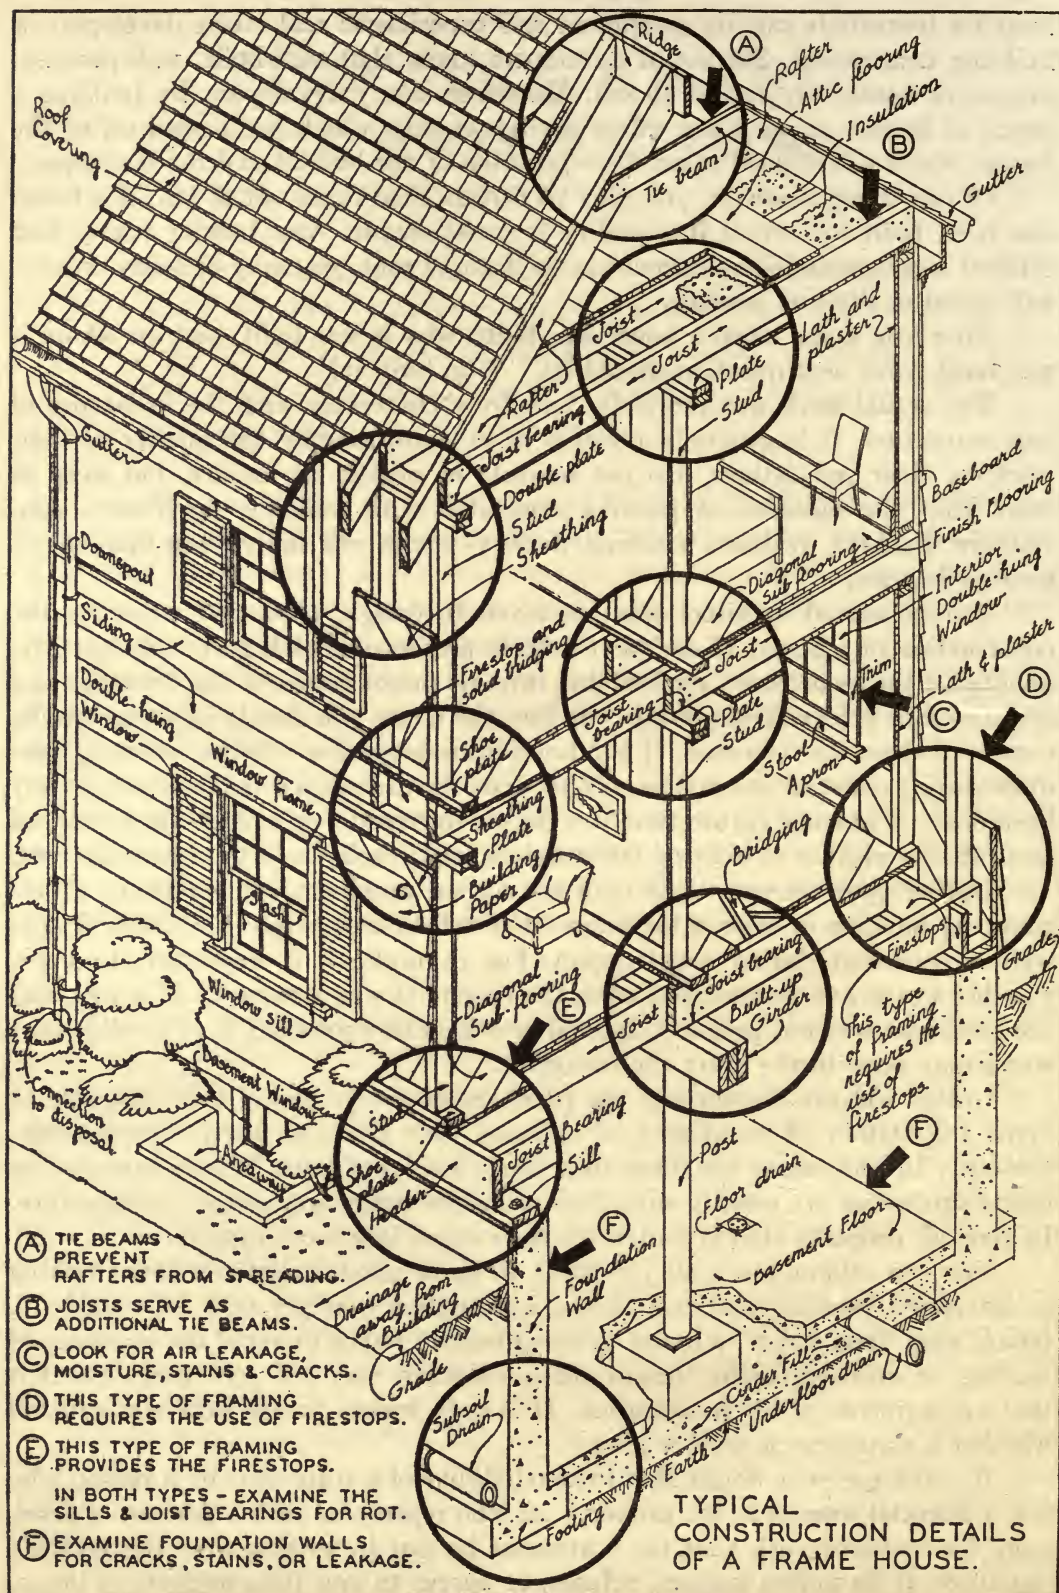 Ridge
A
Rafter
Attic flooring
Insulation
B
Roof
Covering
Tie beam
Gutter
Joist
Joist
Lath and
plaster
Plate
Stud
Rafter
Joist bearing
Double plate
Stud
Sheathing
Gutter
Baseboard
Finish Flooring
Downspout
Diagonal
Sub flooring
Interior
Double-hung
Window
Siding
Firestop and
solid bridging
Joist
Trim
Lath & plaster
D
Double-hung
Window
Joist
bearing
Plate
Stud
C
Window Frame
Shoe
plate
Stool
Apron
Sheathing
Plate
Building
Paper
Bridging
Sash
Firestops
Grade
Joist bearing
Built-up
Girder
Window sill
Diagonal
Sub-flooring
E
Joist
This type
of framing
requires the
use of
firestops.
Basement Window
Connection
to disposal
Stud
Joist Bearing
Sill
Post
F
Areaway
Shoe
plate
Header
Floor drain
F
Basement Floor
Foundation
Wall
Drainage
away from
Building
Grade
Cinder Fill
Underfloor drain
Earth
Subsoil
Drain
Footing
A TIE BEAMS
PREVENT
RAFTERS FROM SPREADING.
B JOISTS SERVE AS
ADDITIONAL TIE BEAMS.
C LOOK FOR AIR LEAKAGE,
MOISTURE, STAINS & CRACKS.
D THIS TYPE OF FRAMING
REQUIRES THE USE OF FIRESTOPS.
E THIS TYPE OF FRAMING
PROVIDES THE FIRESTOPS.
IN BOTH TYPES - EXAMINE THE
SILLS & JOIST BEARINGS FOR ROT.
F EXAMINE FOUNDATION WALLS
FOR CRACKS, STAINS, OR LEAKAGE.
TYPICAL
CONSTRUCTION DETAILS
OF A FRAME HOUSE.